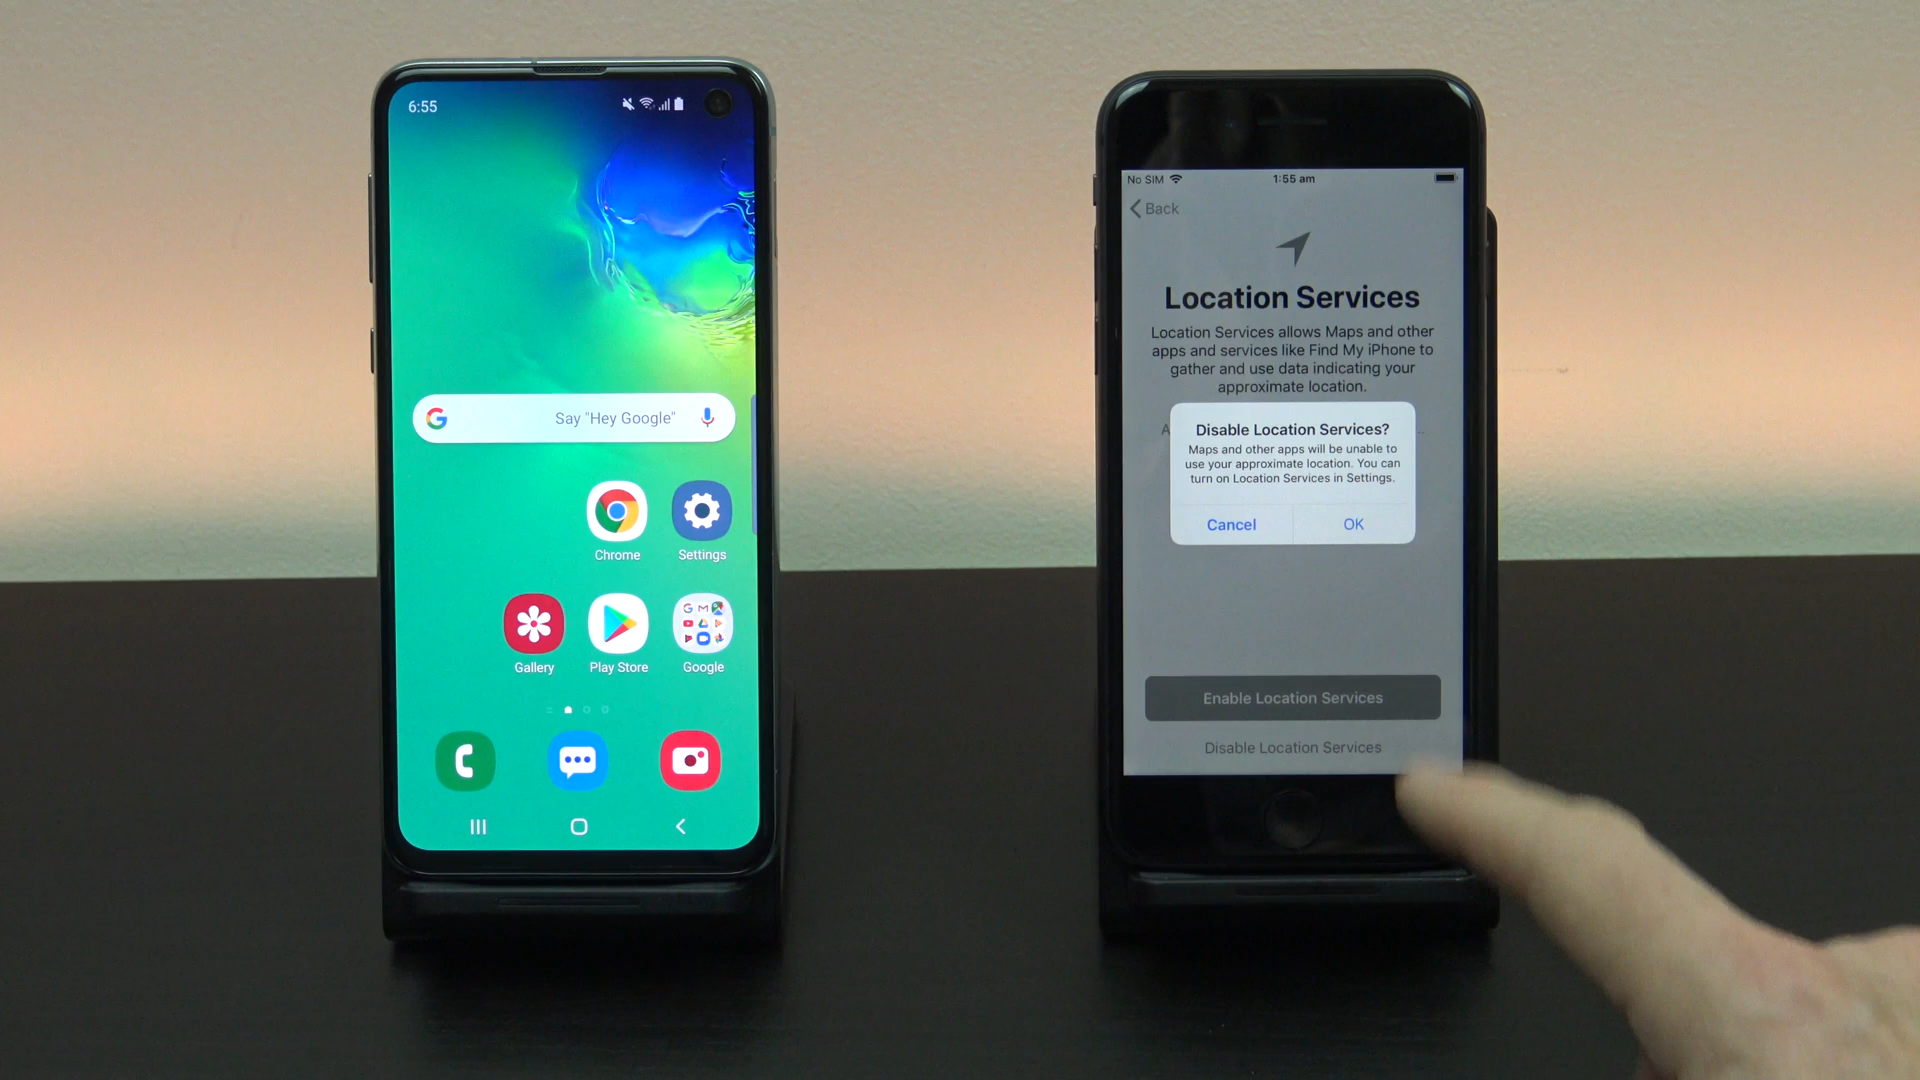 6:55
Say "Hey Google"
Chrome
Settings
Gallery
Play Store
Google
No SIM
1:55 am
Back
Location Services
Location Services allows Maps and other
apps and services like Find My iPhone to
gather and use data indicating your
approximate location.
A
Disable Location Services?
Maps and other apps will be unable to
use your approximate location. You can
turn on Location Services in Settings.
Cancel
OK
Enable Location Services
Disable Location Services